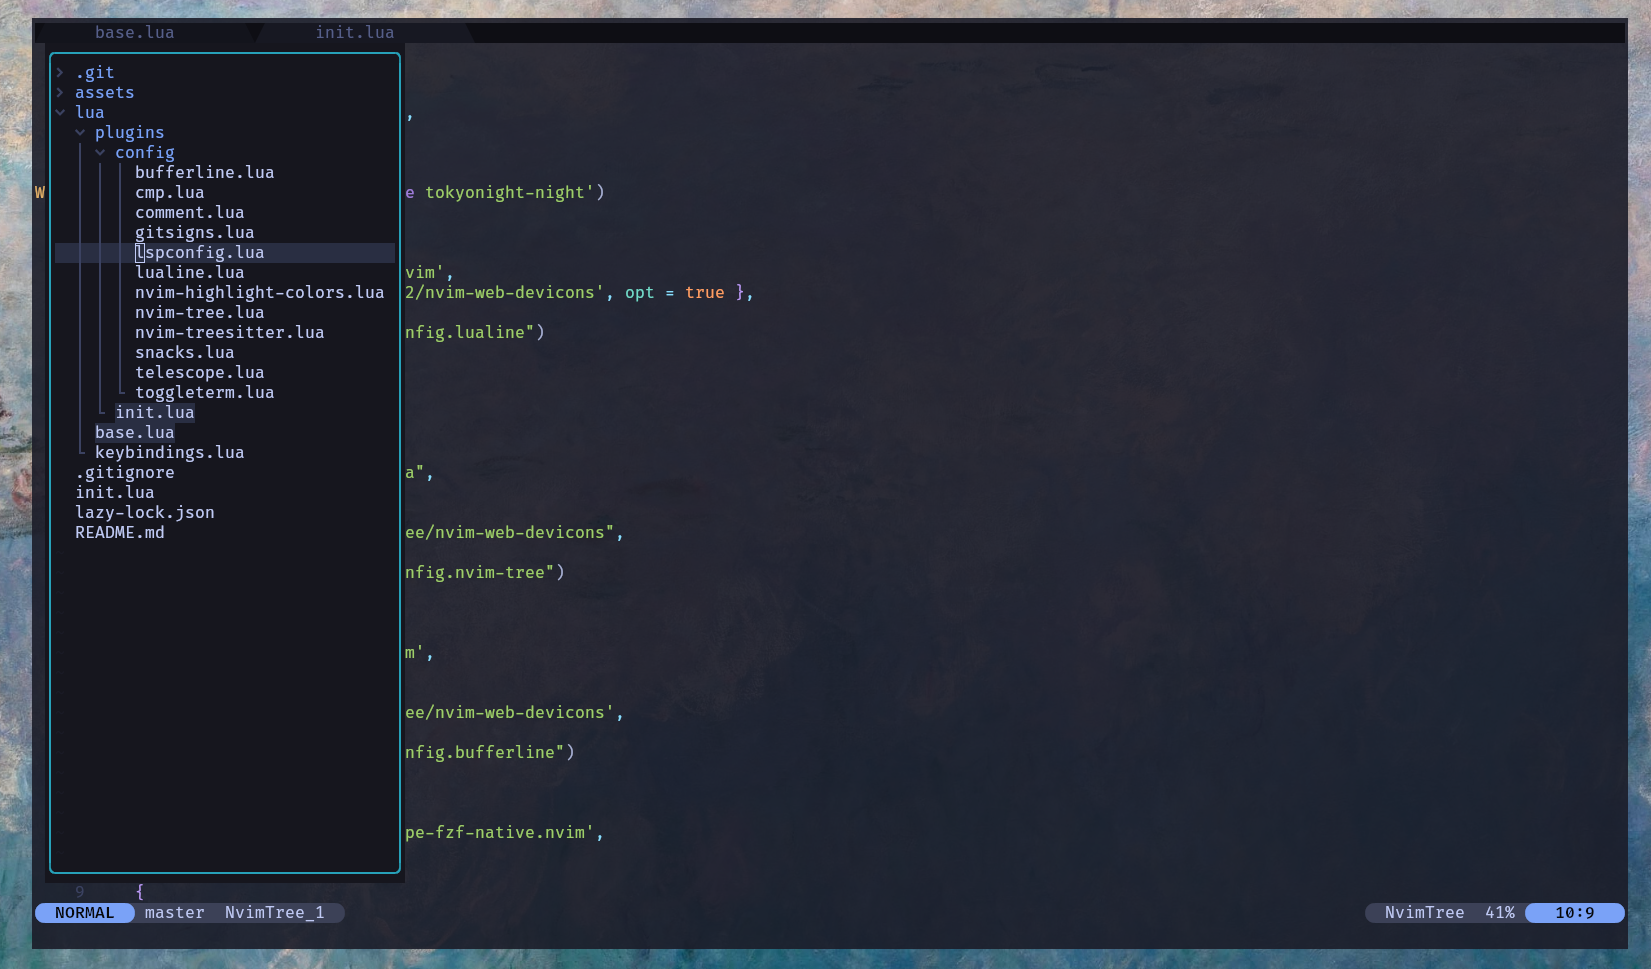 base.lua init.lua
.git
assets
lua
,
plugins
config
bufferline.lua
W cmp.lua e tokyonight-night')
comment.lua
gitsigns.lua
lspconfig.lua
lualine.lua vim',
nvim-highlight-colors.lua 2/nvim-web-devicons', opt = true },
nvim-tree.lua
nvim-treesitter.lua nfig.lualine")
snacks.lua
telescope.lua
toggleterm.lua
init.lua
base.lua
keybindings.lua
.gitignore a",
init.lua
lazy-lock.json
README.md ee/nvim-web-devicons",
nfig.nvim-tree")
m',
ee/nvim-web-devicons',
nfig.bufferline")
pe-fzf-native.nvim',
9 {
NORMAL master NvimTree_1 NvimTree 41% 10:9